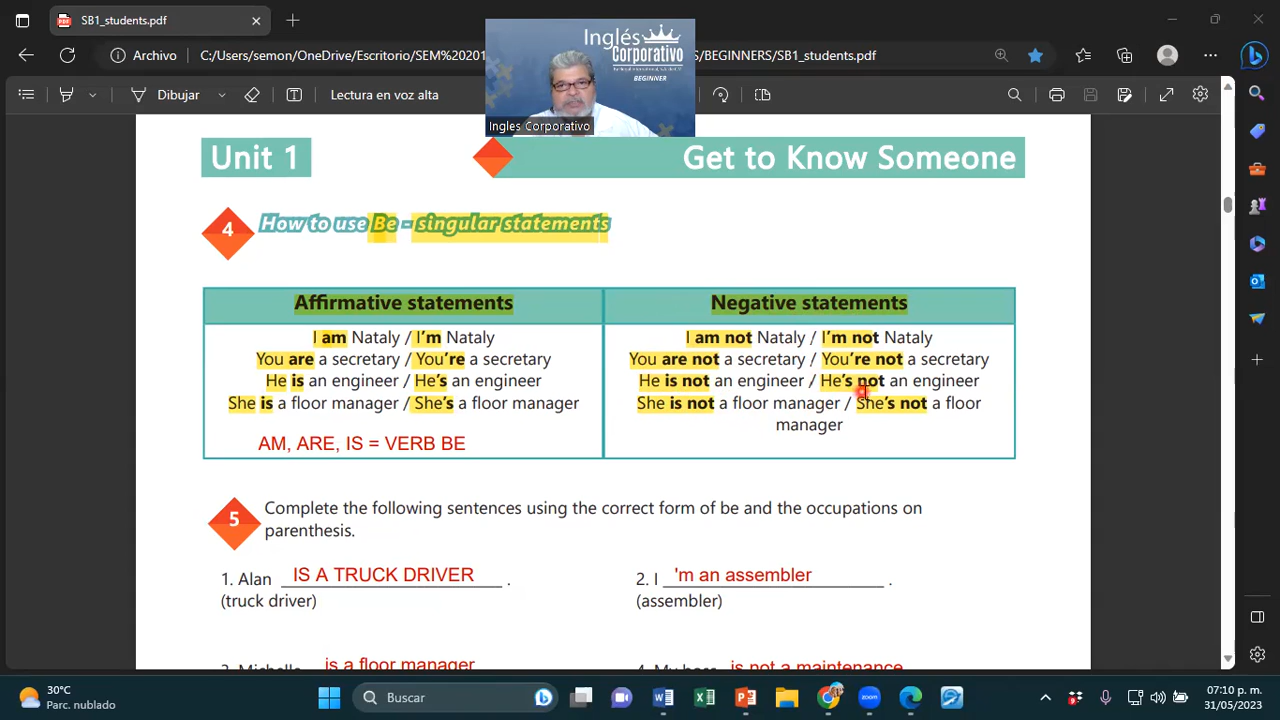 SB1_students.pdf
Archivo
C:/Users/semon/OneDrive/Escritorio/SEM%2001
S/BEGINNERS/SB1_students.pdf
Inglés
Corporativo
BEGINNER
Ingles Corporativo
Dibujar
Lectura en voz alta
Unit 1
Get to Know Someone
4
How to use Be - singular statements
Affirmative statements
Negative statements
I am Nataly / I'm Nataly
You are a secretary / You're a secretary
He is an engineer / He's an engineer
She is a floor manager / She's a floor manager
AM, ARE, IS = VERB BE
I am not Nataly / I'm not Nataly
You are not a secretary / You're not a secretary
He is not an engineer / He's not an engineer
She is not a floor manager / She's not a floor
manager
5
Complete the following sentences using the correct form of be and the occupations on
parenthesis.
1. Alan IS A TRUCK DRIVER .
(truck driver)
2. I 'm an assembler .
(assembler)
3. Michelle is a floor manager
4. My boss is not a maintenance
30°C
Parc. nublado
Buscar
07:10 p. m.
31/05/2023